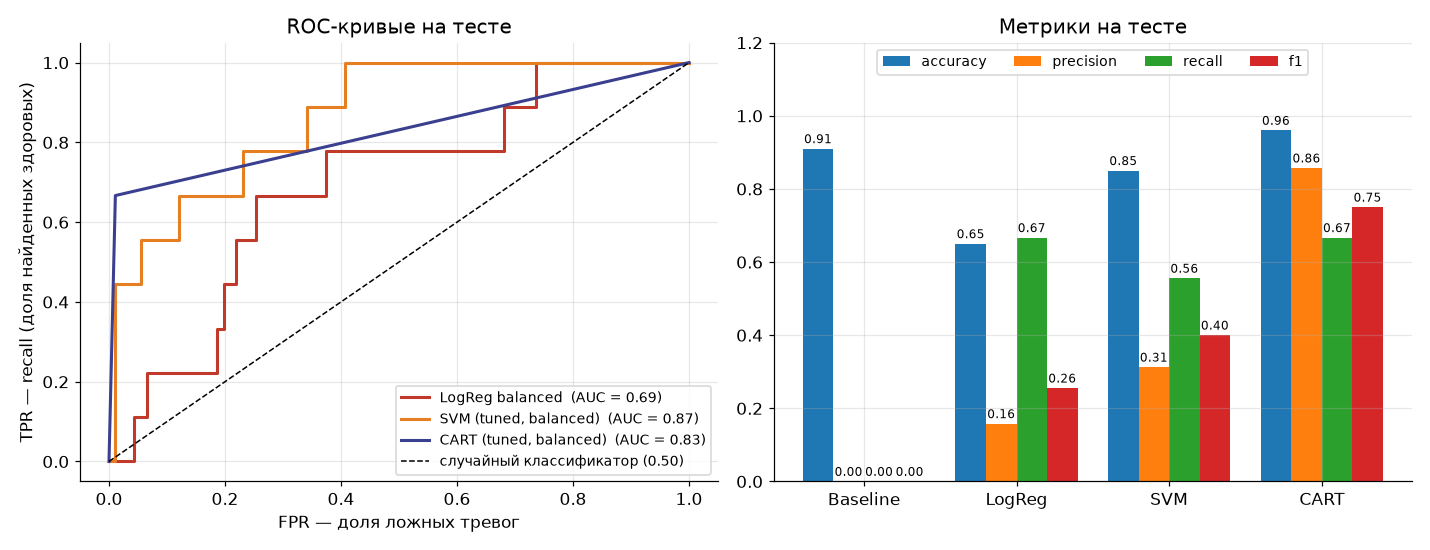 ROC-кривые на тесте
TPR — recall (доля найденных здоровых)
1.0
0.8
0.6
0.4
0.2
0.0
LogReg balanced (AUC = 0.69)
SVM (tuned, balanced) (AUC = 0.87)
CART (tuned, balanced) (AUC = 0.83)
случайный классификатор (0.50)
0.0 0.2 0.4 0.6 0.8 1.0
FPR — доля ложных тревог
Метрики на тесте
accuracy precision recall f1
1.2
1.0
0.8
0.6
0.4
0.2
0.0
0.91 0.00 0.00 0.00
0.65 0.16 0.67 0.26
0.85 0.31 0.56 0.40
0.96 0.86 0.67 0.75
Baseline LogReg SVM CART